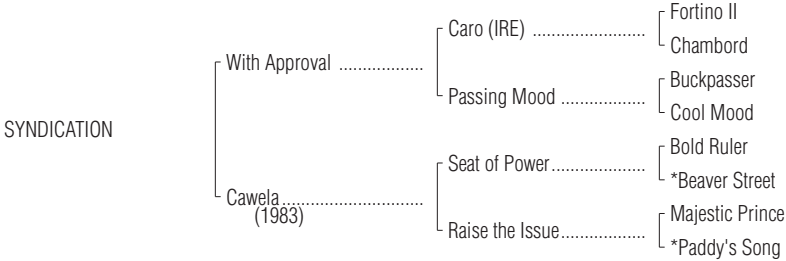 Fortino II
Caro (IRE) ........................
Chambord
With Approval ..................
Buckpasser
Passing Mood ..................
Cool Mood
SYNDICATION
Bold Ruler
Seat of Power....................
*Beaver Street
Cawela..............................
(1983)
Majestic Prince
Raise the Issue..................
*Paddy's Song